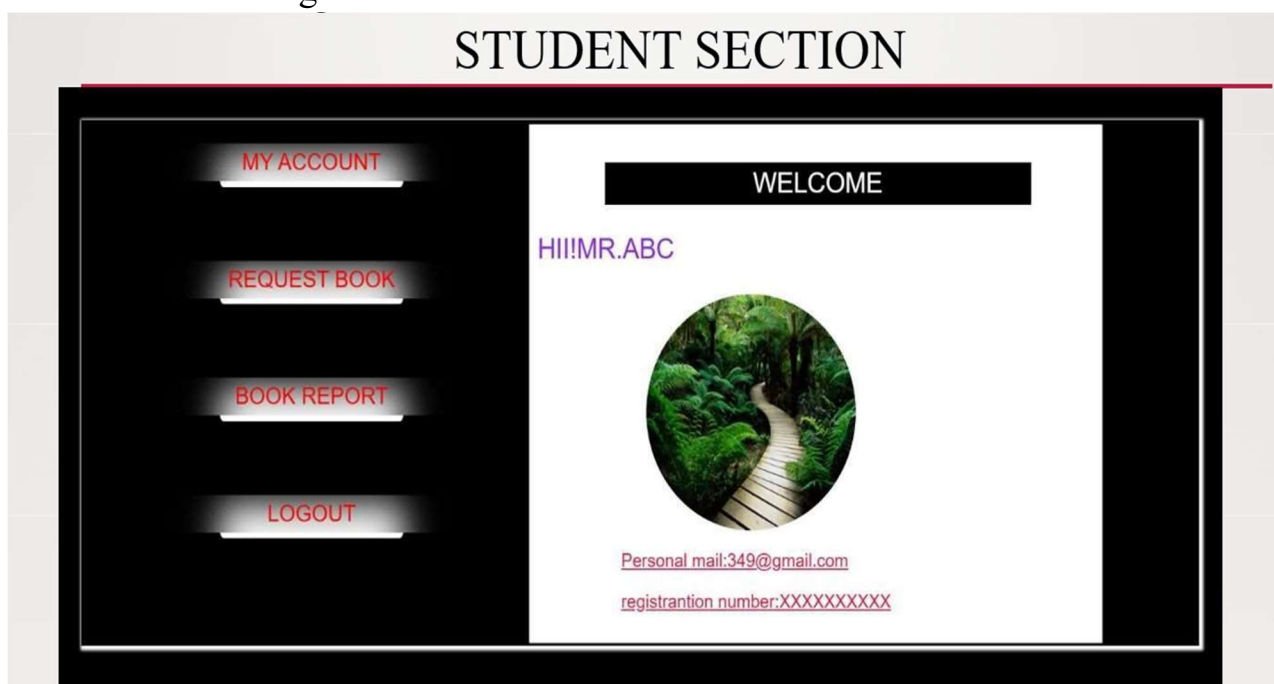 STUDENT SECTION
MY ACCOUNT
REQUEST BOOK
BOOK REPORT
LOGOUT
WELCOME
HII!MR.ABC
Personal mail:349@gmail.com
registrantion number:XXXXXXXXXX